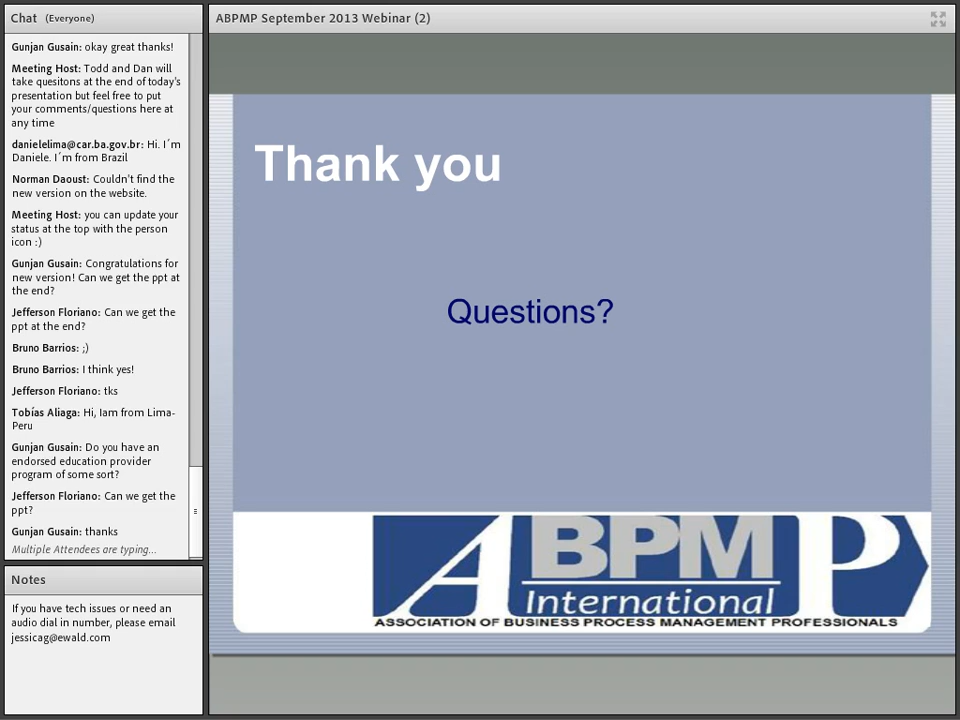 Chat (Everyone)
Gunjan Gusain: okay great thanks!
Meeting Host: Todd and Dan will
take quesitons at the end of today's
presentation but feel free to put
your comments/questions here at
any time
danielelima@car.ba.gov.br: Hi. I´m
Daniele. I´m from Brazil
Norman Daoust: Couldn't find the
new version on the website.
Meeting Host: you can update your
status at the top with the person
icon :)
Gunjan Gusain: Congratulations for
new version! Can we get the ppt at
the end?
Jefferson Floriano: Can we get the
ppt at the end?
Bruno Barrios: ;)
Bruno Barrios: I think yes!
Jefferson Floriano: tks
Tobías Aliaga: Hi, Iam from Lima-
Peru
Gunjan Gusain: Do you have an
endorsed education provider
program of some sort?
Jefferson Floriano: Can we get the
ppt?
Gunjan Gusain: thanks
Multiple Attendees are typing...
Notes
If you have tech issues or need an
audio dial in number, please email
jessicag@ewald.com
ABPMP September 2013 Webinar (2)
Thank you
Questions?
ABPMP
International
ASSOCIATION OF BUSINESS PROCESS MANAGEMENT PROFESSIONALS